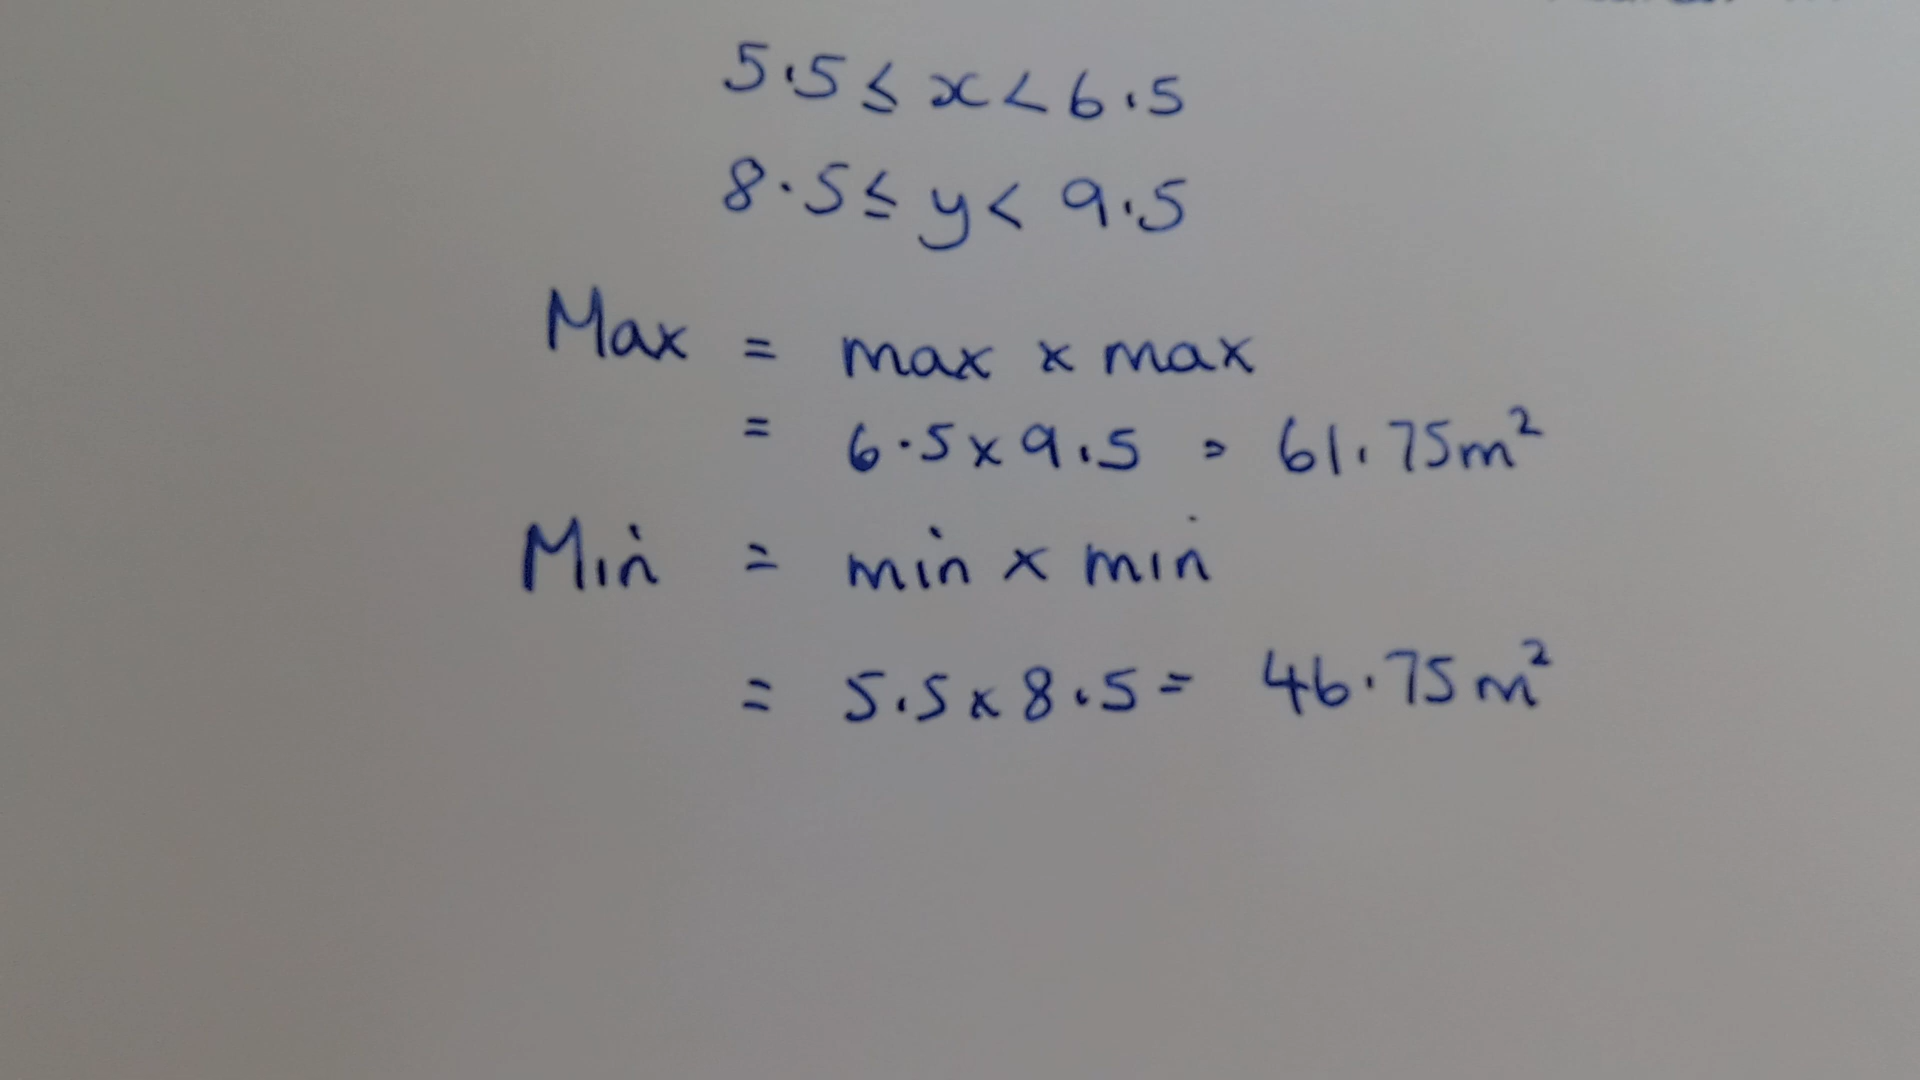 5.5 ≤ x < 6.5
8.5 ≤ y < 9.5
Max = max x max
= 6.5 x 9.5 = 61.75m²
Min = min x min
= 5.5 x 8.5 = 46.75m²